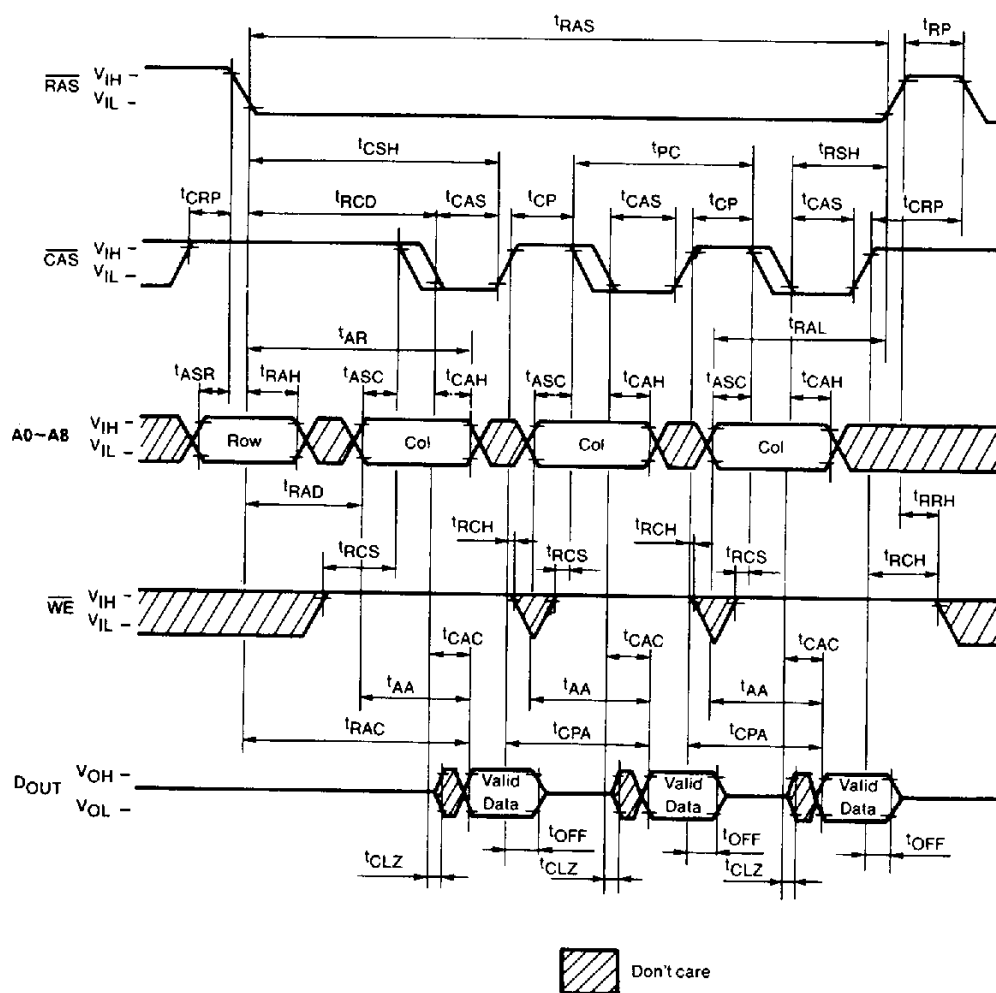 tRAS
tRP
RAS
VIH
VIL
tCSH
tPC
tRSH
tCRP
tRCD
tCAS
tCP
tCAS
tCP
tCAS
tCRP
CAS
VIH
VIL
tAR
tRAL
tASR
tRAH
tASC
tCAH
tASC
tCAH
tASC
tCAH
A0~A8
VIH
VIL
Row
Col
Col
Col
tRAD
tRRH
tRCH
tRCH
tRCS
tRCS
tRCS
tRCH
WE
VIH
VIL
tCAC
tCAC
tCAC
tAA
tAA
tAA
tRAC
tCPA
tCPA
DOUT
VOH
VOL
Valid
Data
Valid
Data
Valid
Data
tOFF
tOFF
tOFF
tCLZ
tCLZ
tCLZ
Don't care